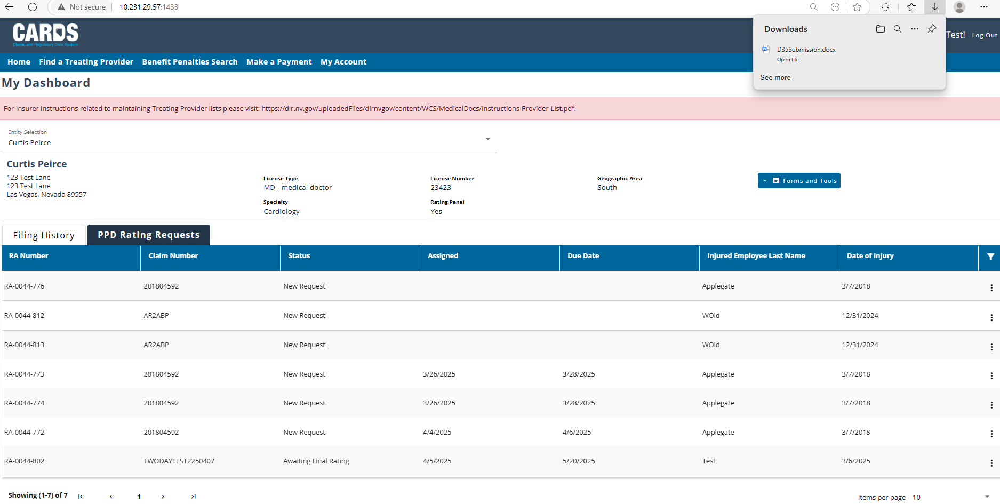 Not secure 10.231.29.57:1433
CARDS
Claims and Regulatory Data System
Test! Log Out
Downloads
D35Submission.docx
Open file
See more
Home Find a Treating Provider Benefit Penalties Search Make a Payment My Account
My Dashboard
For Insurer instructions related to maintaining Treating Provider lists please visit: https://dir.nv.gov/uploadedFiles/dirnvgov/content/WCS/MedicalDocs/Instructions-Provider-List.pdf.
Entity Selection
Curtis Peirce
Curtis Peirce
123 Test Lane
123 Test Lane
Las Vegas, Nevada 89557
License Type
MD - medical doctor
License Number
23423
Geographic Area
South
Specialty
Cardiology
Rating Panel
Yes
Forms and Tools
Filing History PPD Rating Requests
RA Number Claim Number Status Assigned Due Date Injured Employee Last Name Date of Injury
RA-0044-776 201804592 New Request Applegate 3/7/2018
RA-0044-812 AR2ABP New Request WOld 12/31/2024
RA-0044-813 AR2ABP New Request WOld 12/31/2024
RA-0044-773 201804592 New Request 3/26/2025 3/28/2025 Applegate 3/7/2018
RA-0044-774 201804592 New Request 3/26/2025 3/28/2025 Applegate 3/7/2018
RA-0044-772 201804592 New Request 4/4/2025 4/6/2025 Applegate 3/7/2018
RA-0044-802 TWODAYTEST2250407 Awaiting Final Rating 4/5/2025 5/20/2025 Test 3/6/2025
Showing (1-7) of 7 1 Items per page 10